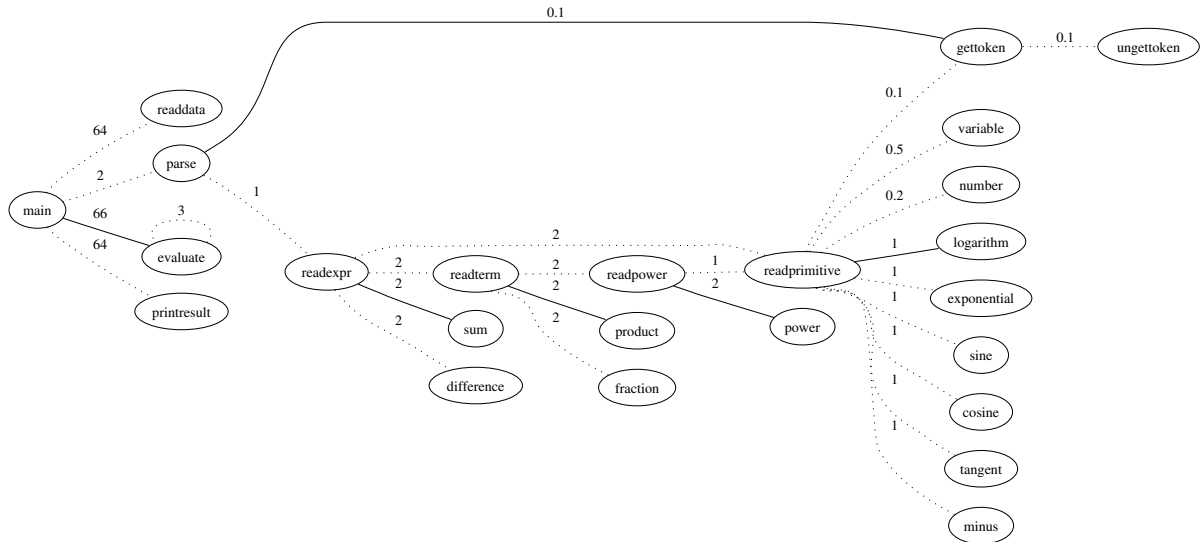 0.1
gettoken
0.1
ungettoken
readdata
64
0.1
variable
parse
0.5
2
1
number
0.2
main
66
3
evaluate
64
2
1
logarithm
readexpr
2
readterm
2
readpower
1
readprimitive
1
exponential
2
2
2
1
printresult
sum
product
power
2
2
1
sine
difference
fraction
1
cosine
1
tangent
minus